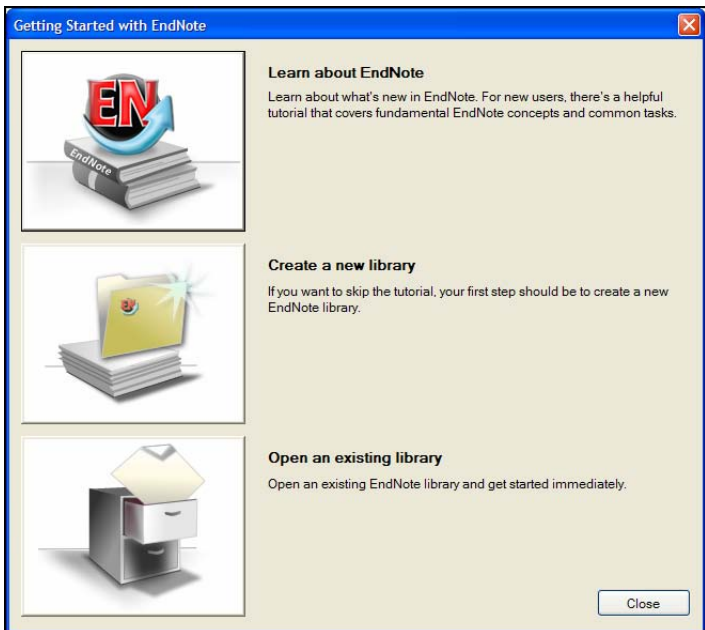 Getting Started with EndNote
EN
EndNote
Learn about EndNote
Learn about what's new in EndNote. For new users, there's a helpful
tutorial that covers fundamental EndNote concepts and common tasks.
EN
Create a new library
If you want to skip the tutorial, your first step should be to create a new
EndNote library.
Open an existing library
Open an existing EndNote library and get started immediately.
Close